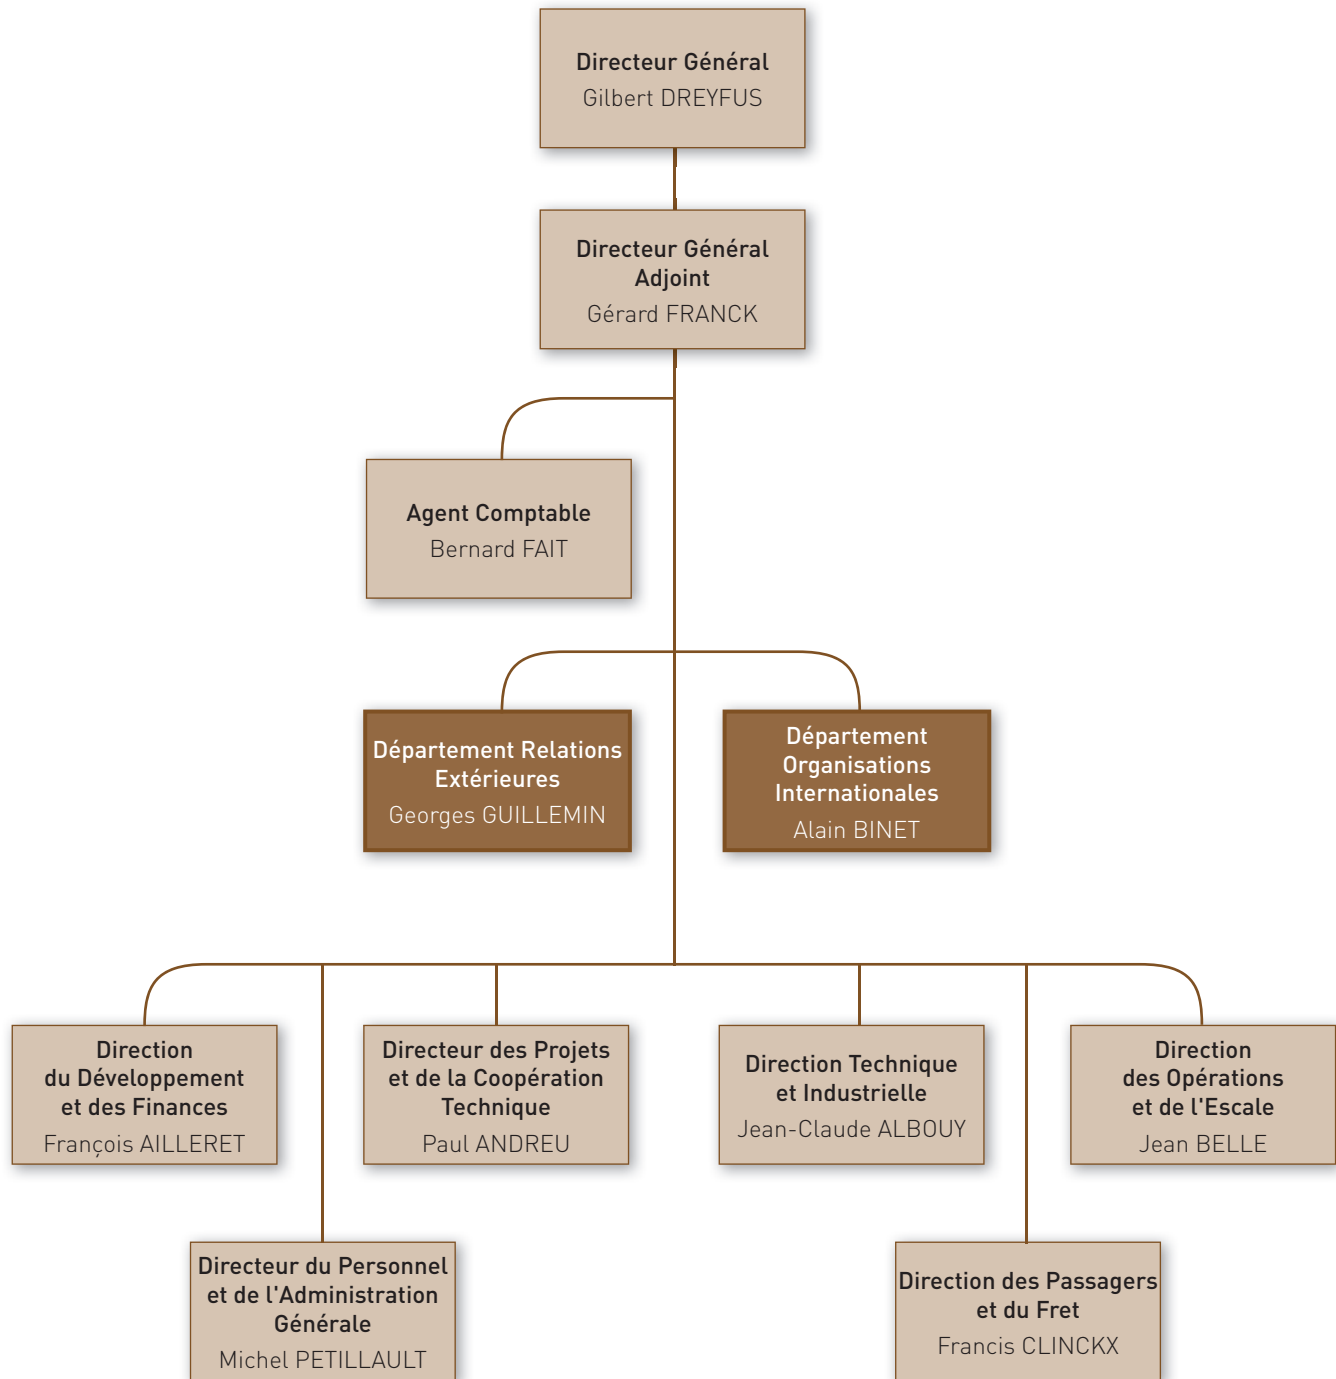 Directeur Général
Gilbert DREYFUS
Directeur Général
Adjoint
Gérard FRANCK
Agent Comptable
Bernard FAIT
Département Relations
Extérieures
Georges GUILLEMIN
Département
Organisations
Internationales
Alain BINET
Direction
du Développement
et des Finances
François AILLERET
Directeur des Projets
et de la Coopération
Technique
Paul ANDREU
Direction Technique
et Industrielle
Jean-Claude ALBOUY
Direction
des Opérations
et de l'Escale
Jean BELLE
Directeur du Personnel
et de l'Administration
Générale
Michel PETILLAULT
Direction des Passagers
et du Fret
Francis CLINCKX